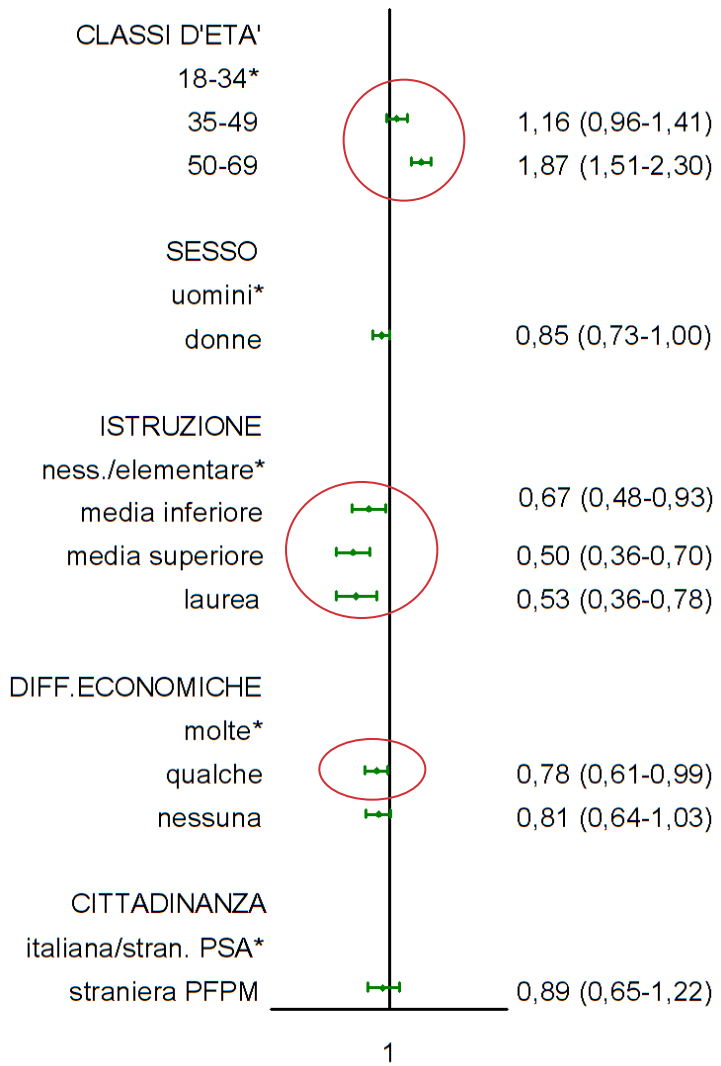 CLASSI D'ETA'
18-34*
35-49 1,16 (0,96-1,41)
50-69 1,87 (1,51-2,30)
SESSO
uomini*
donne 0,85 (0,73-1,00)
ISTRUZIONE
ness./elementare*
media inferiore 0,67 (0,48-0,93)
media superiore 0,50 (0,36-0,70)
laurea 0,53 (0,36-0,78)
DIFF.ECONOMICHE
molte*
qualche 0,78 (0,61-0,99)
nessuna 0,81 (0,64-1,03)
CITTADINANZA
italiana/stran. PSA*
straniera PFPM 0,89 (0,65-1,22)
1